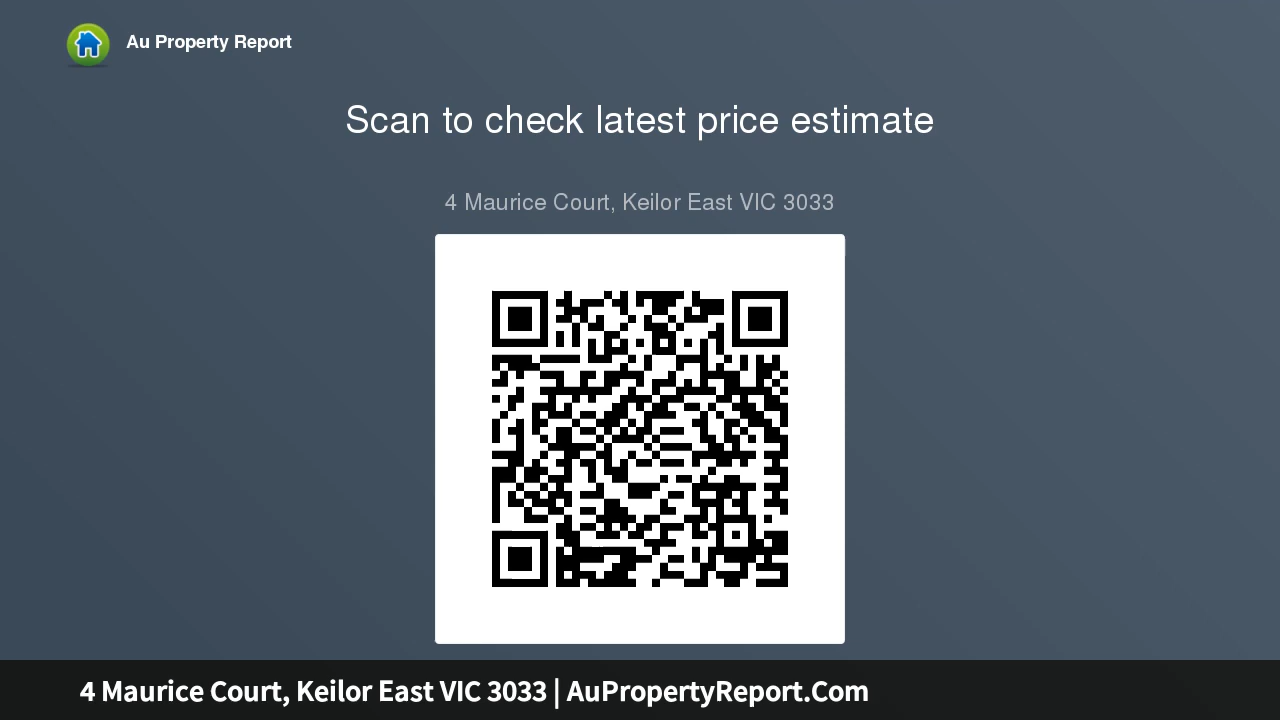 Au Property Report
Scan to check latest price estimate
4 Maurice Court, Keilor East VIC 3033
4 Maurice Court, Keilor East VIC 3033 | AuPropertyReport.Com